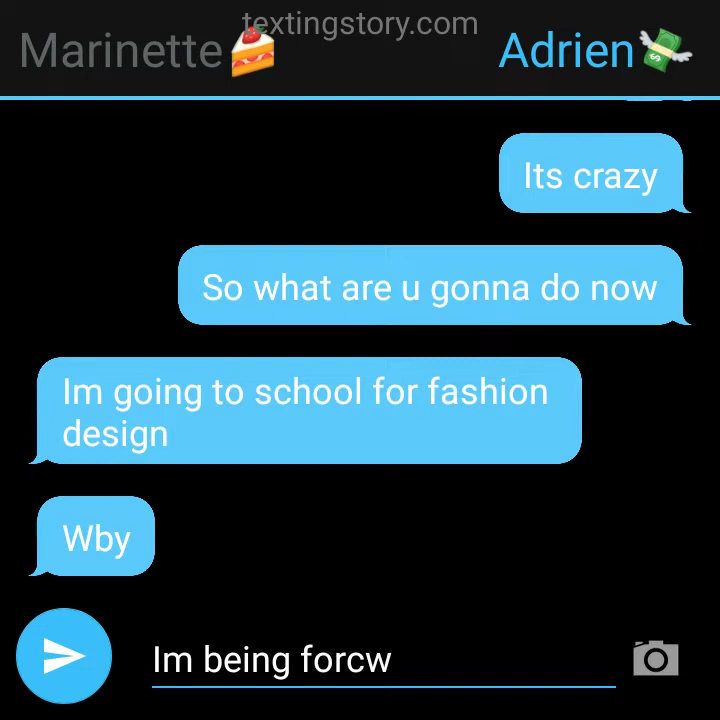 textingstory.com
Marinette🍰 Adrien💸
Its crazy
So what are u gonna do now
Im going to school for fashion
design
Wby
Im being forcw